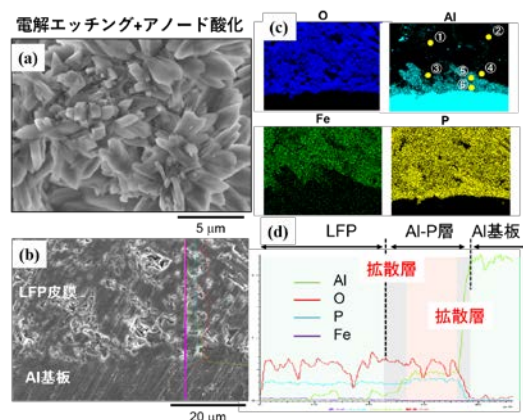 電解エッチング+アノード酸化
(a)
5 μm
(b)
LFP皮膜
Al基板
20 μm
(c)
O
Al
①
②
③
④
⑤
⑥
Fe
P
(d)
LFP
Al-P層
Al基板
拡散層
拡散層
Al
O
P
Fe